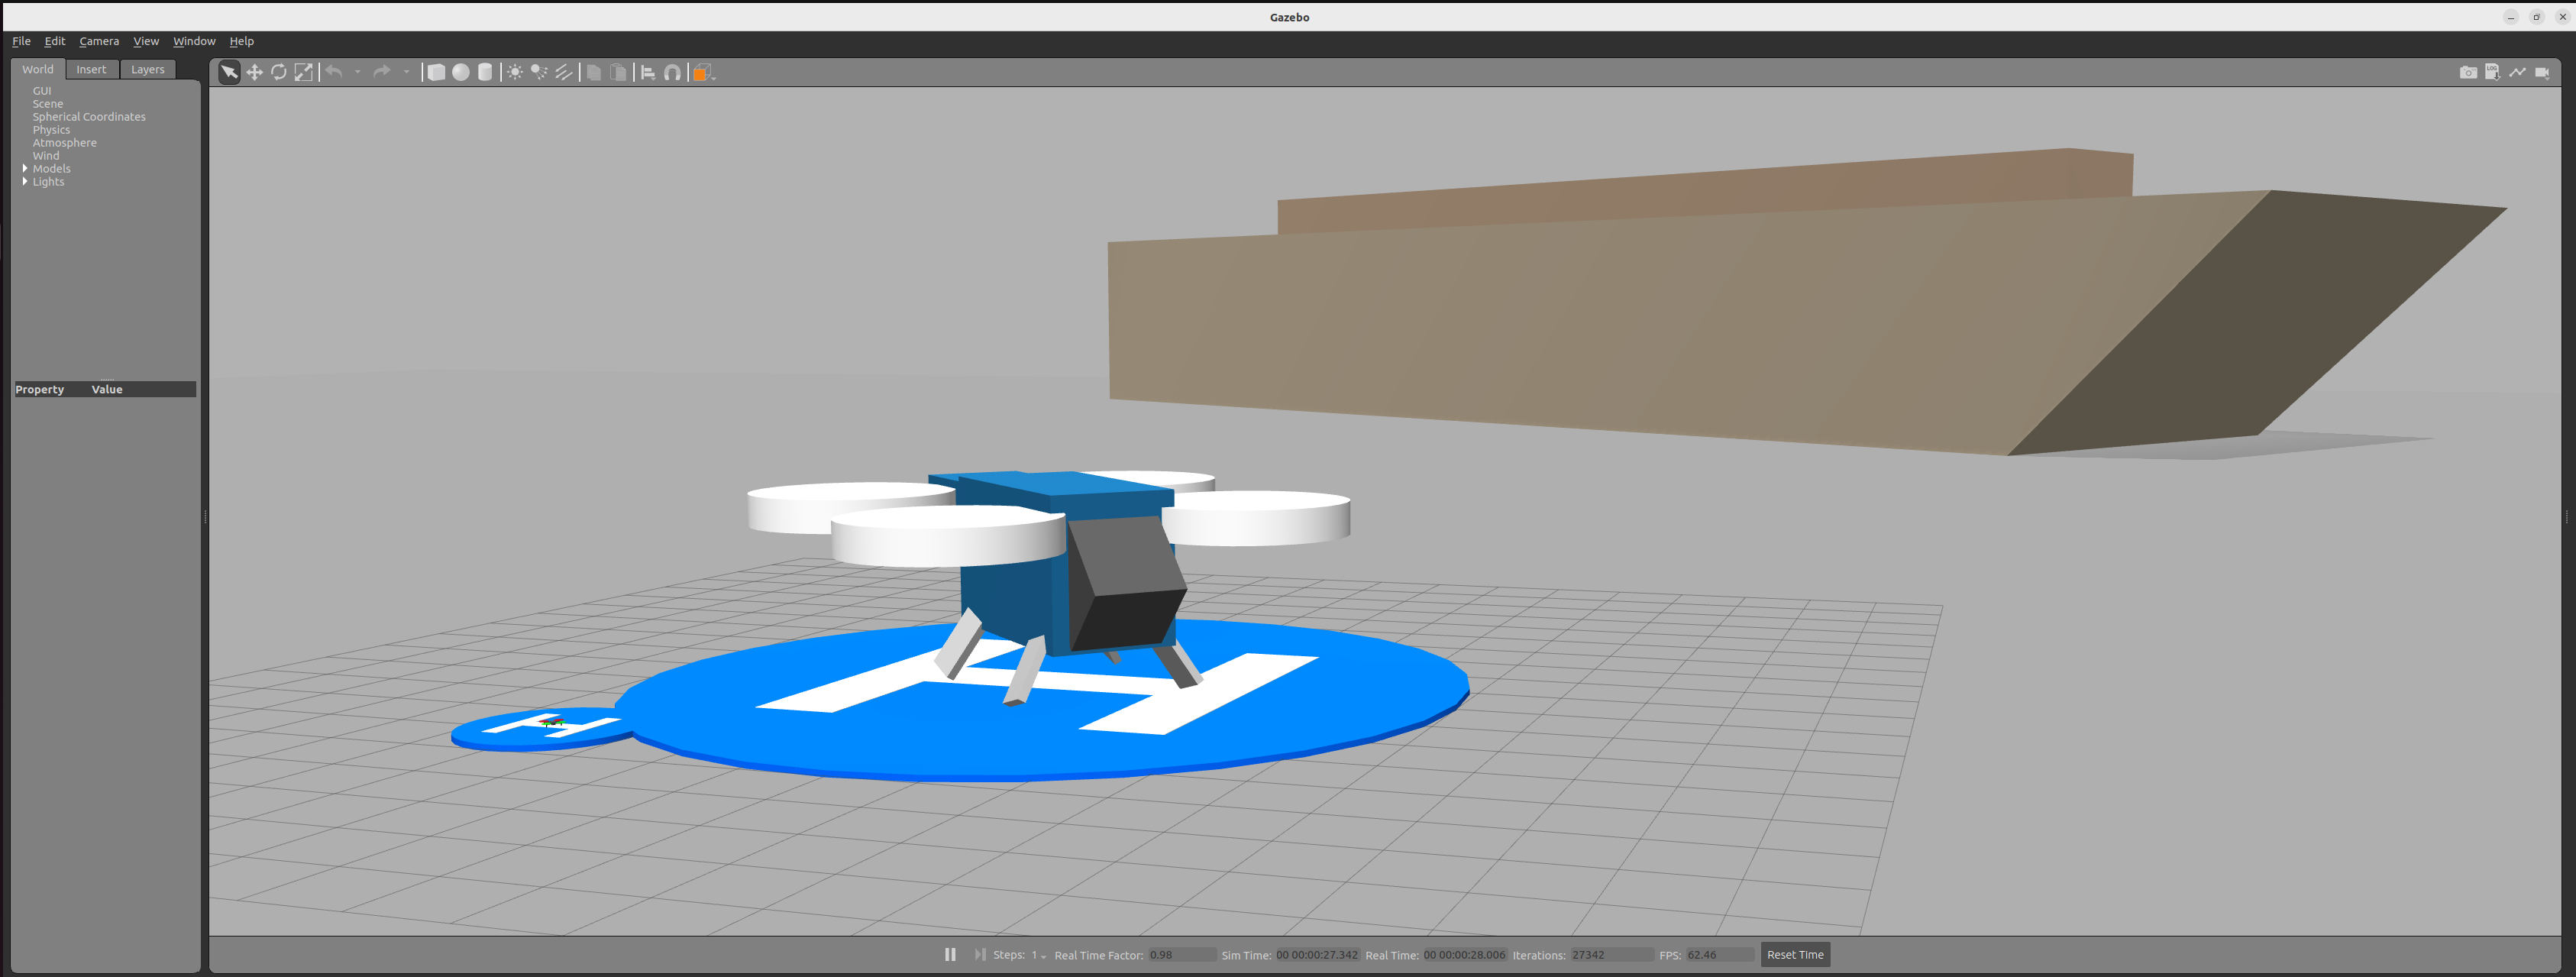 Gazebo
File Edit Camera View Window Help
World Insert Layers
GUI
Scene
Spherical Coordinates
Physics
Atmosphere
Wind
Models
Lights
Property Value
LOG
H
H
Steps: 1 Real Time Factor: 0.98 Sim Time: 00 00:00:27.342 Real Time: 00 00:00:28.006 Iterations: 27342 FPS: 62.46 Reset Time